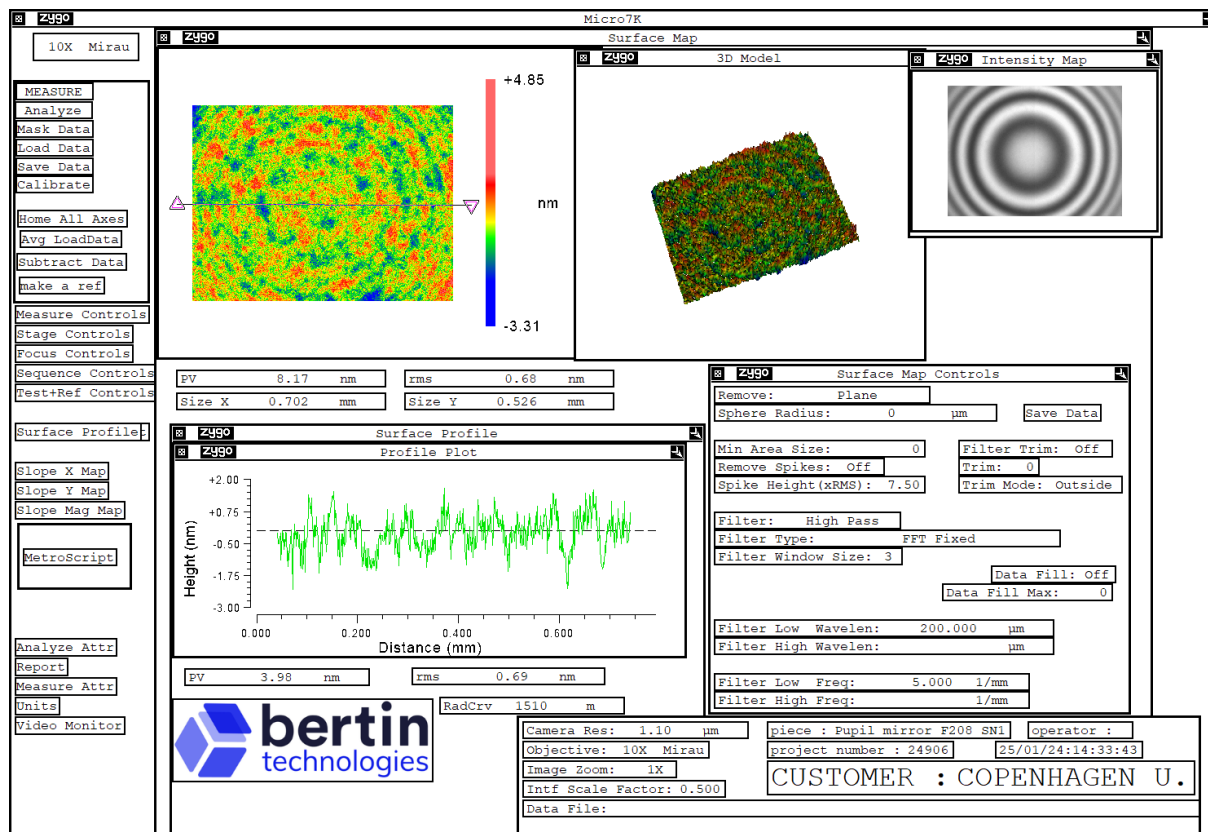 zygo Micro7K
10X Mirau
MEASURE
Analyze
Mask Data
Load Data
Save Data
Calibrate
Home All Axes
Avg LoadData
Subtract Data
make a ref
Measure Controls
Stage Controls
Focus Controls
Sequence Controls
Test+Ref Controls
Surface Profile
Slope X Map
Slope Y Map
Slope Mag Map
MetroScript
Analyze Attr
Report
Measure Attr
Units
Video Monitor
zygo Surface Map
+4.85
nm
-3.31
zygo 3D Model
zygo Intensity Map
PV 8.17 nm
rms 0.68 nm
Size X 0.702 mm
Size Y 0.526 mm
zygo Surface Profile
zygo Profile Plot
Height (nm)
+2.00
+0.75
-0.50
-1.75
-3.00
0.000 0.200 0.400 0.600
Distance (mm)
PV 3.98 nm
rms 0.69 nm
RadCrv 1510 m
bertin
technologies
zygo Surface Map Controls
Remove: Plane
Sphere Radius: 0 µm
Save Data
Min Area Size: 0
Filter Trim: Off
Remove Spikes: Off
Trim: 0
Spike Height(xRMS): 7.50
Trim Mode: Outside
Filter: High Pass
Filter Type: FFT Fixed
Filter Window Size: 3
Data Fill: Off
Data Fill Max: 0
Filter Low Wavelen: 200.000 µm
Filter High Wavelen: µm
Filter Low Freq: 5.000 1/mm
Filter High Freq: 1/mm
Camera Res: 1.10 µm
Objective: 10X Mirau
Image Zoom: 1X
Intf Scale Factor: 0.500
Data File:
piece : Pupil mirror F208 SN1
operator :
project number : 24906
25/01/24:14:33:43
CUSTOMER : COPENHAGEN U.